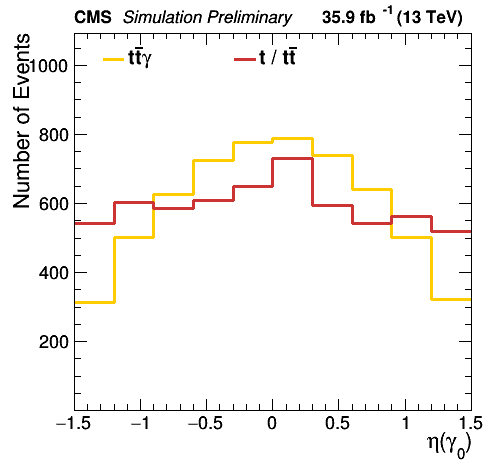 CMS Simulation Preliminary 35.9 fb⁻¹ (13 TeV)
tt̄γ t / tt̄
Number of Events
1000
800
600
400
200
−1.5 −1 −0.5 0 0.5 1 1.5
η(γ₀)